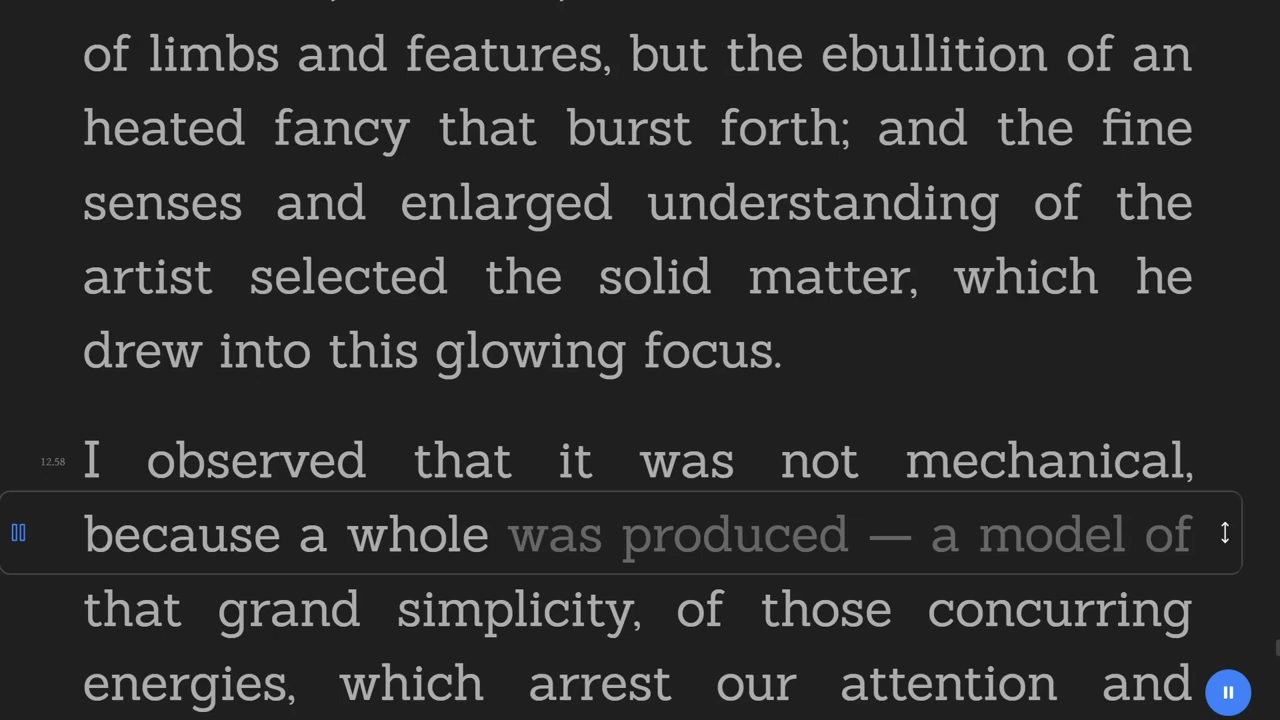 of limbs and features, but the ebullition of an
heated fancy that burst forth; and the fine
senses and enlarged understanding of the
artist selected the solid matter, which he
drew into this glowing focus.
12.58
I observed that it was not mechanical,
because a whole was produced — a model of
that grand simplicity, of those concurring
energies, which arrest our attention and